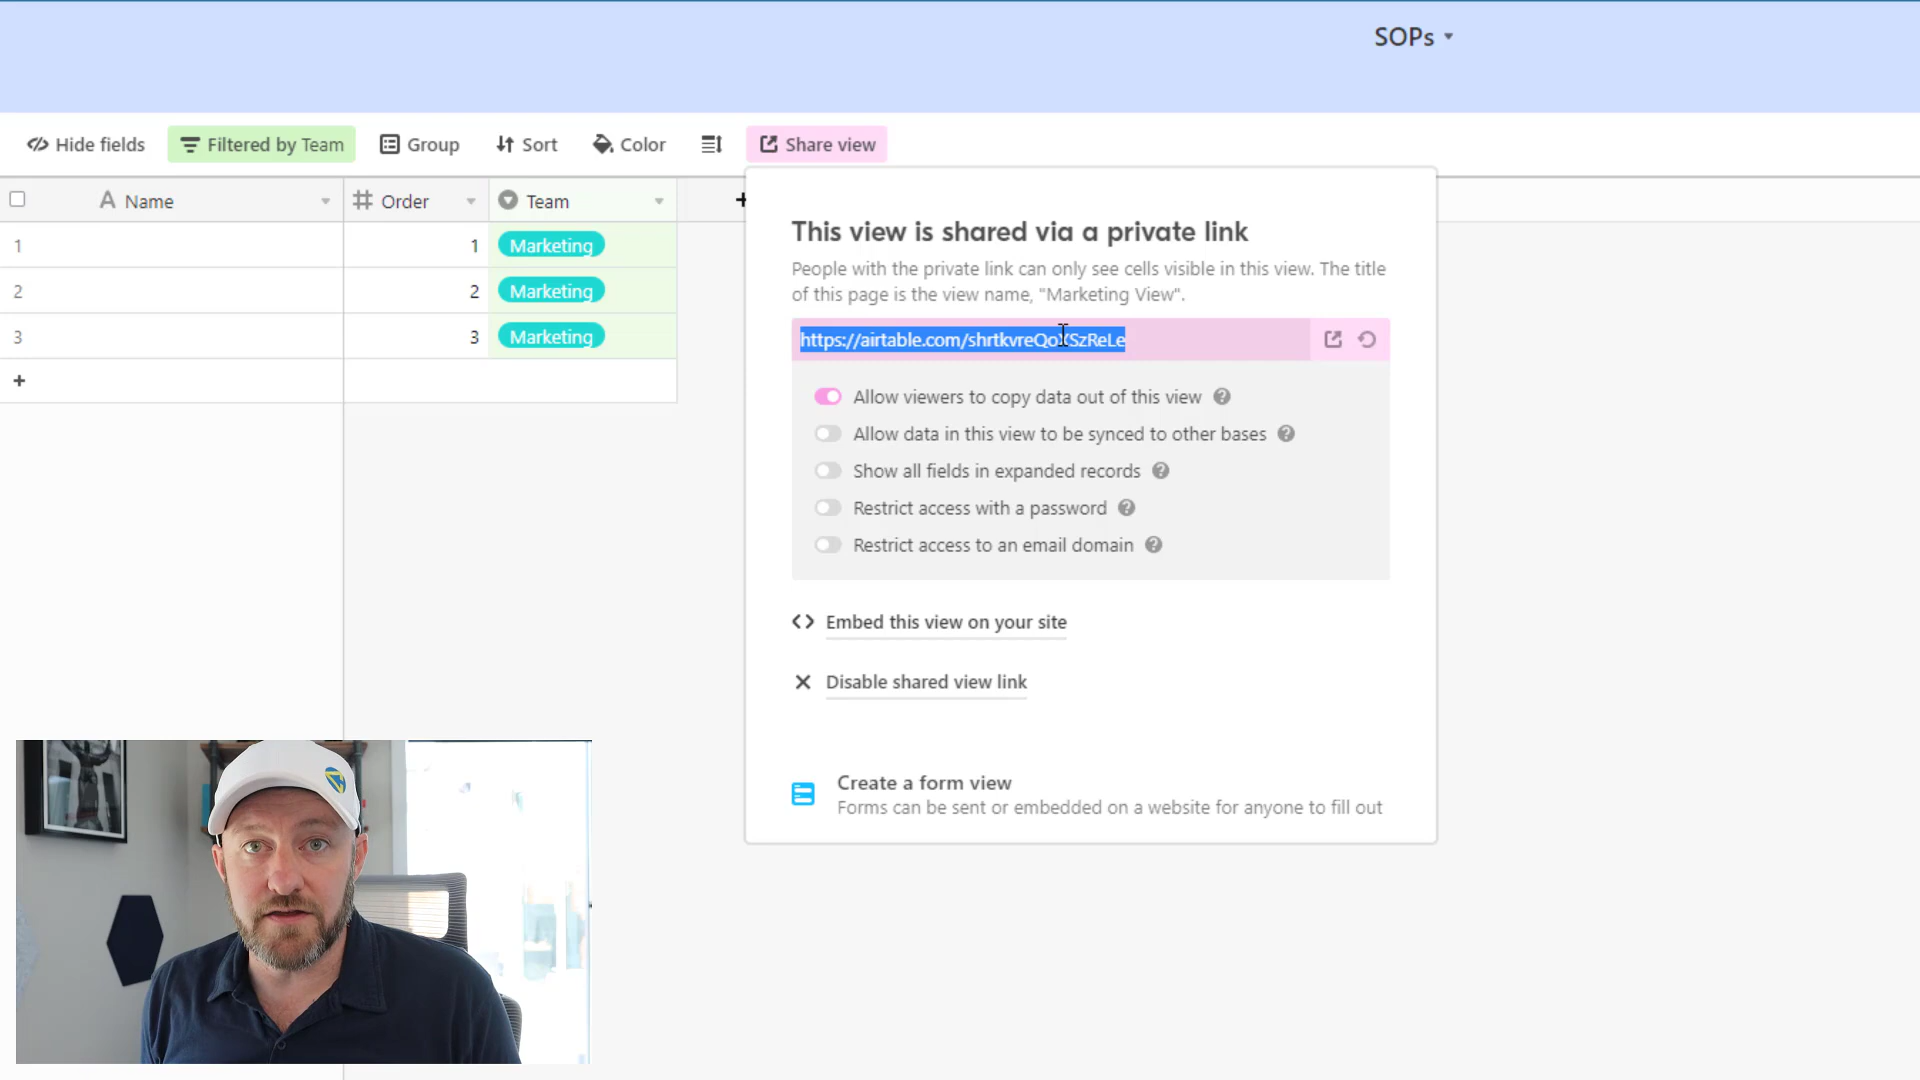 SOPs
Hide fields
Filtered by Team
Group
Sort
Color
Share view
Name
Order
Team
1
1
Marketing
2
2
Marketing
3
3
Marketing
This view is shared via a private link
People with the private link can only see cells visible in this view. The title
of this page is the view name, "Marketing View".
Allow viewers to copy data out of this view
Allow data in this view to be synced to other bases
Show all fields in expanded records
Restrict access with a password
Restrict access to an email domain
Embed this view on your site
Disable shared view link
Create a form view
Forms can be sent or embedded on a website for anyone to fill out